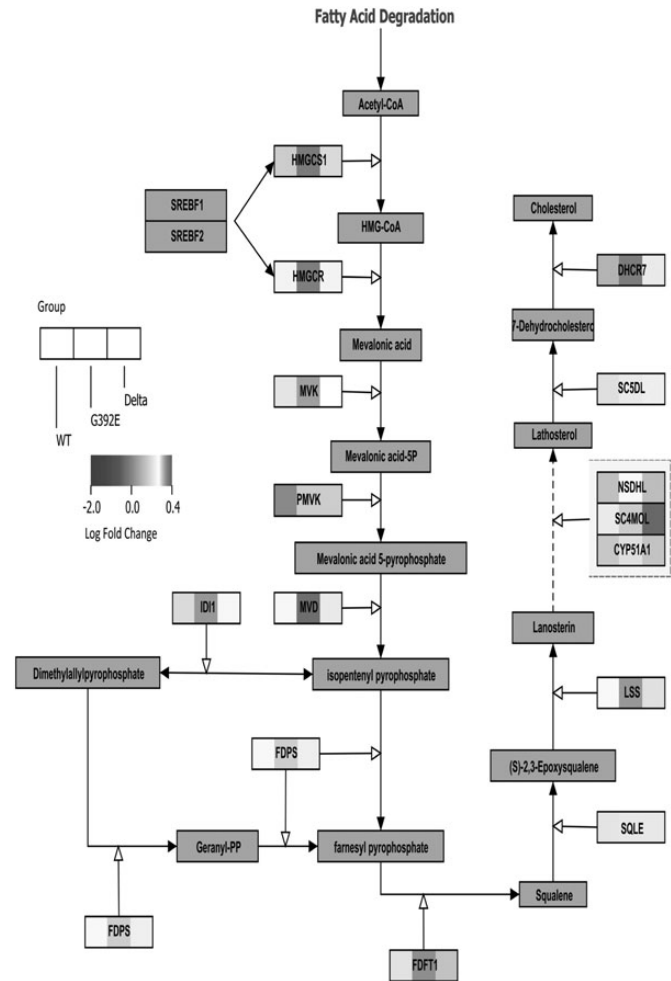 Fatty Acid Degradation
Acetyl-CoA
HMGCS1
SREBF1
SREBF2
HMG-CoA
HMGCR
Mevalonic acid
MVK
Mevalonic acid-5P
PMVK
Mevalonic acid 5-pyrophosphate
MVD
IDI1
Dimethylallylpyrophosphate
isopentenyl pyrophosphate
FDPS
Geranyl-PP
farnesyl pyrophosphate
FDPS
FDFT1
Group
WT
G392E
Delta
-2.0 0.0 0.4
Log Fold Change
Cholesterol
DHCR7
7-Dehydrocholestero
SC5DL
Lathosterol
NSDHL
SC4MOL
CYP51A1
Lanosterin
LSS
(S)-2,3-Epoxysqualene
SQLE
Squalene